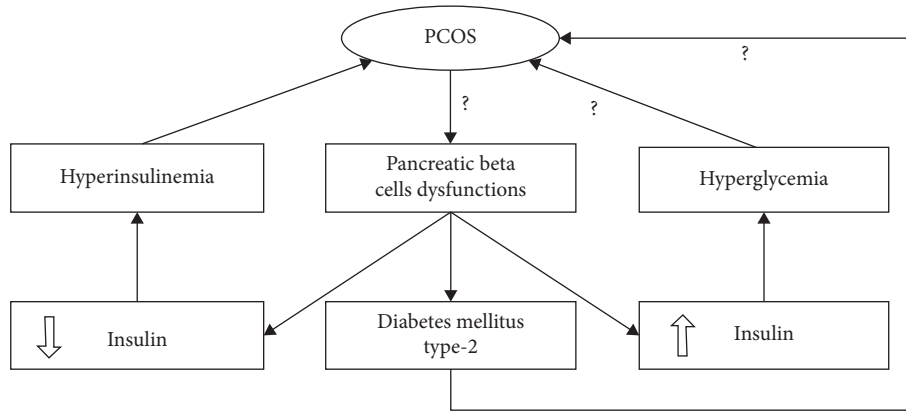 PCOS
?
?
?
Hyperinsulinemia
Pancreatic beta
cells dysfunctions
Hyperglycemia
Insulin
Diabetes mellitus
type-2
Insulin